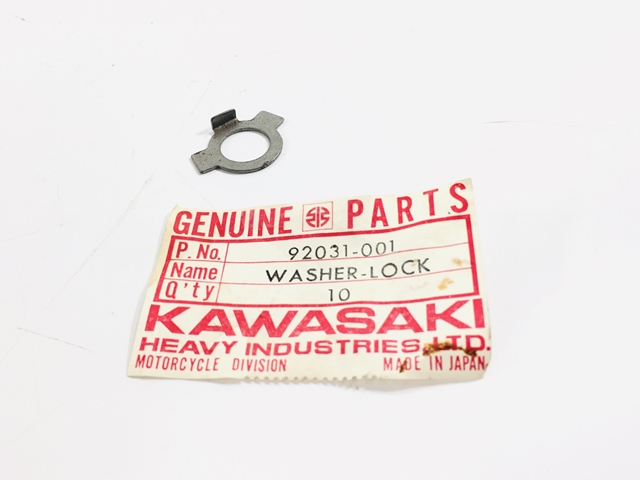 GENUINE PARTS
P. No. 92031-001
Name WASHER-LOCK
Q'ty 10
KAWASAKI
HEAVY INDUSTRIES, LTD.
MOTORCYCLE DIVISION MADE IN JAPAN